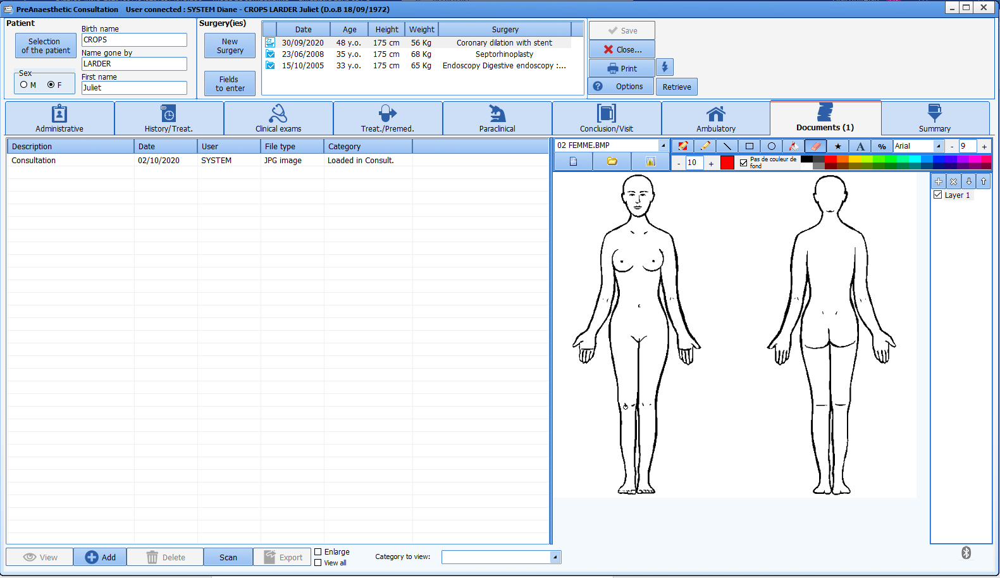 PreAnaesthetic Consultation User connected : SYSTEM Diane - CROPS LARDER Juliet (D.o.B 18/09/1972)
Patient
Selection
of the patient
Sex
M F
Birth name
CROPS
Name gone by
LARDER
First name
Juliet
Surgery(ies)
New
Surgery
Fields
to enter
Date Age Height Weight Surgery
30/09/2020 48 y.o. 175 cm 56 Kg Coronary dilation with stent
23/06/2008 35 y.o. 175 cm 68 Kg Septorhinoplasty
15/10/2005 33 y.o. 175 cm 65 Kg Endoscopy Digestive endoscopy :...
Save
Close...
Print
Options
Retrieve
Administrative
History/Treat.
Clinical exams
Treat./Premed.
Paraclinical
Conclusion/Visit
Ambulatory
Documents (1)
Summary
Description Date User File type Category
Consultation 02/10/2020 SYSTEM JPG image Loaded in Consult.
02 FEMME.BMP
A % Arial - 9 +
- 10 + Pas de couleur de
fond
Layer 1
View
Add
Delete
Scan
Export
Enlarge
View all
Category to view: